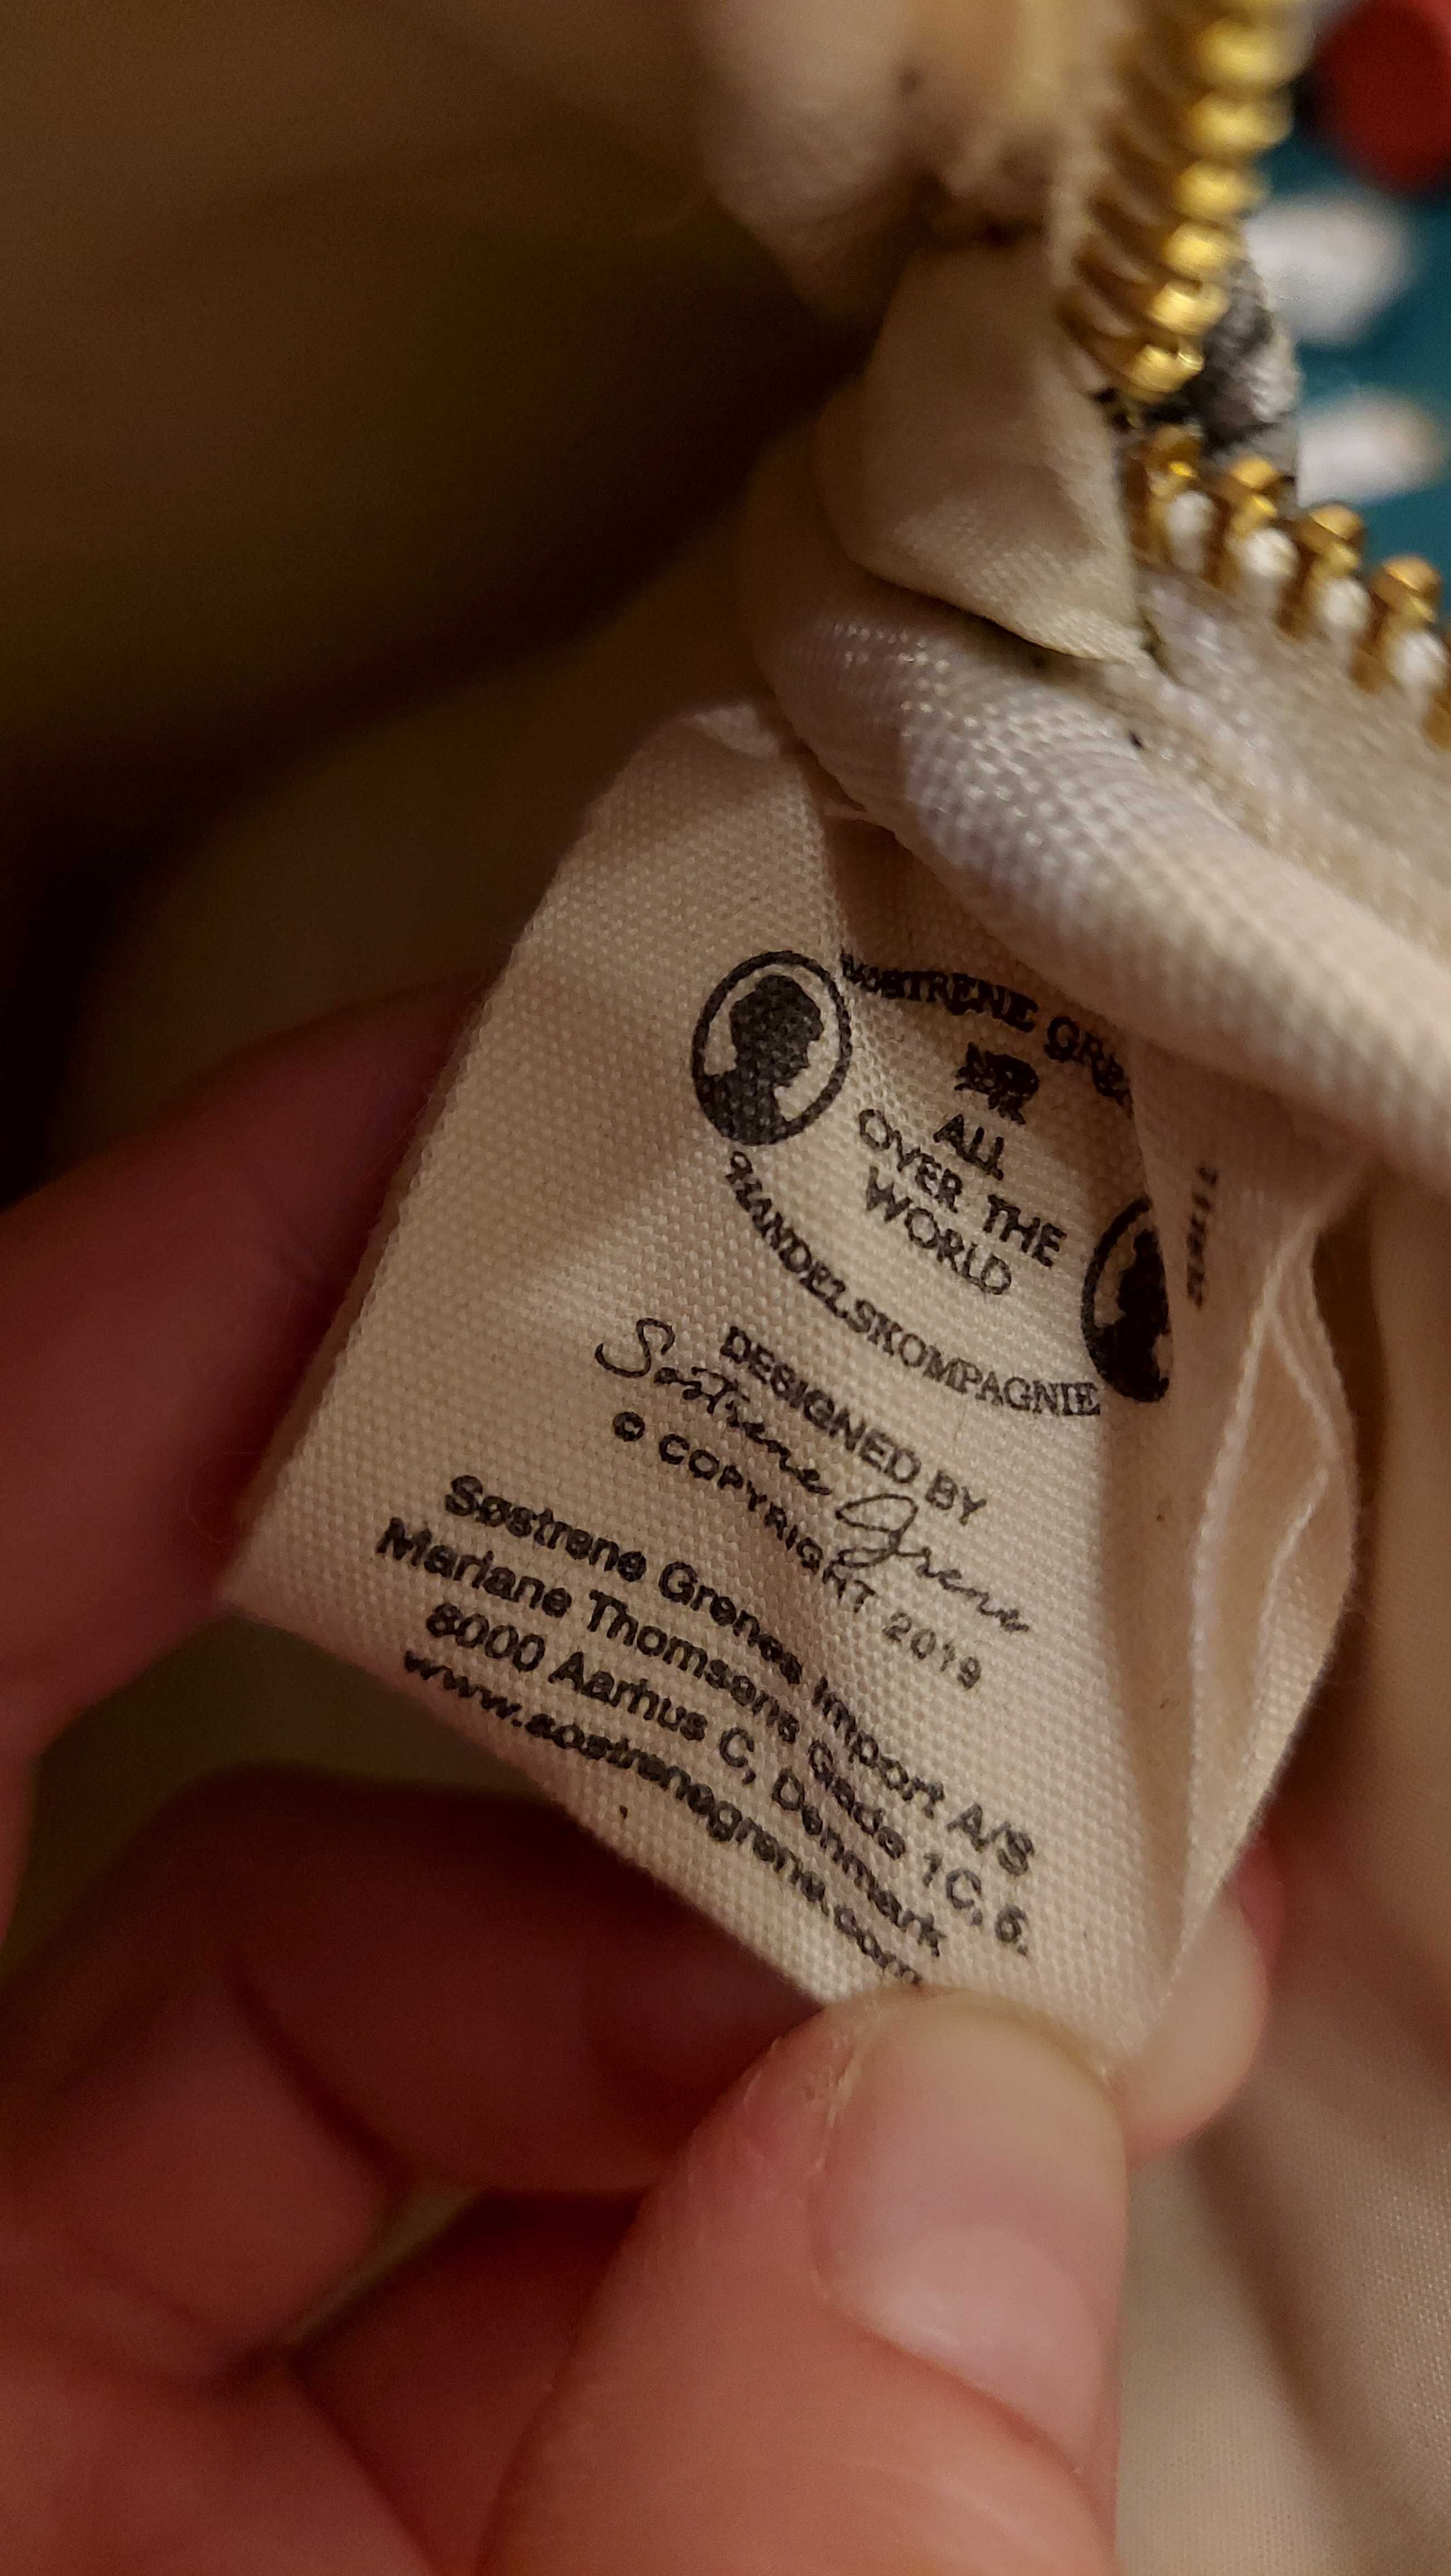 SØSTRENE
ALL
OVER THE
WORLD
HANDELSKOMPAGNIE
DESIGNED BY
Søstrene Grene
© COPYRIGHT 2019
Søstrene Grenes Import A/S
Mariane Thomsens Gade 1C, 6.
8000 Aarhus C, Denmark
www.sostrenegrene.com